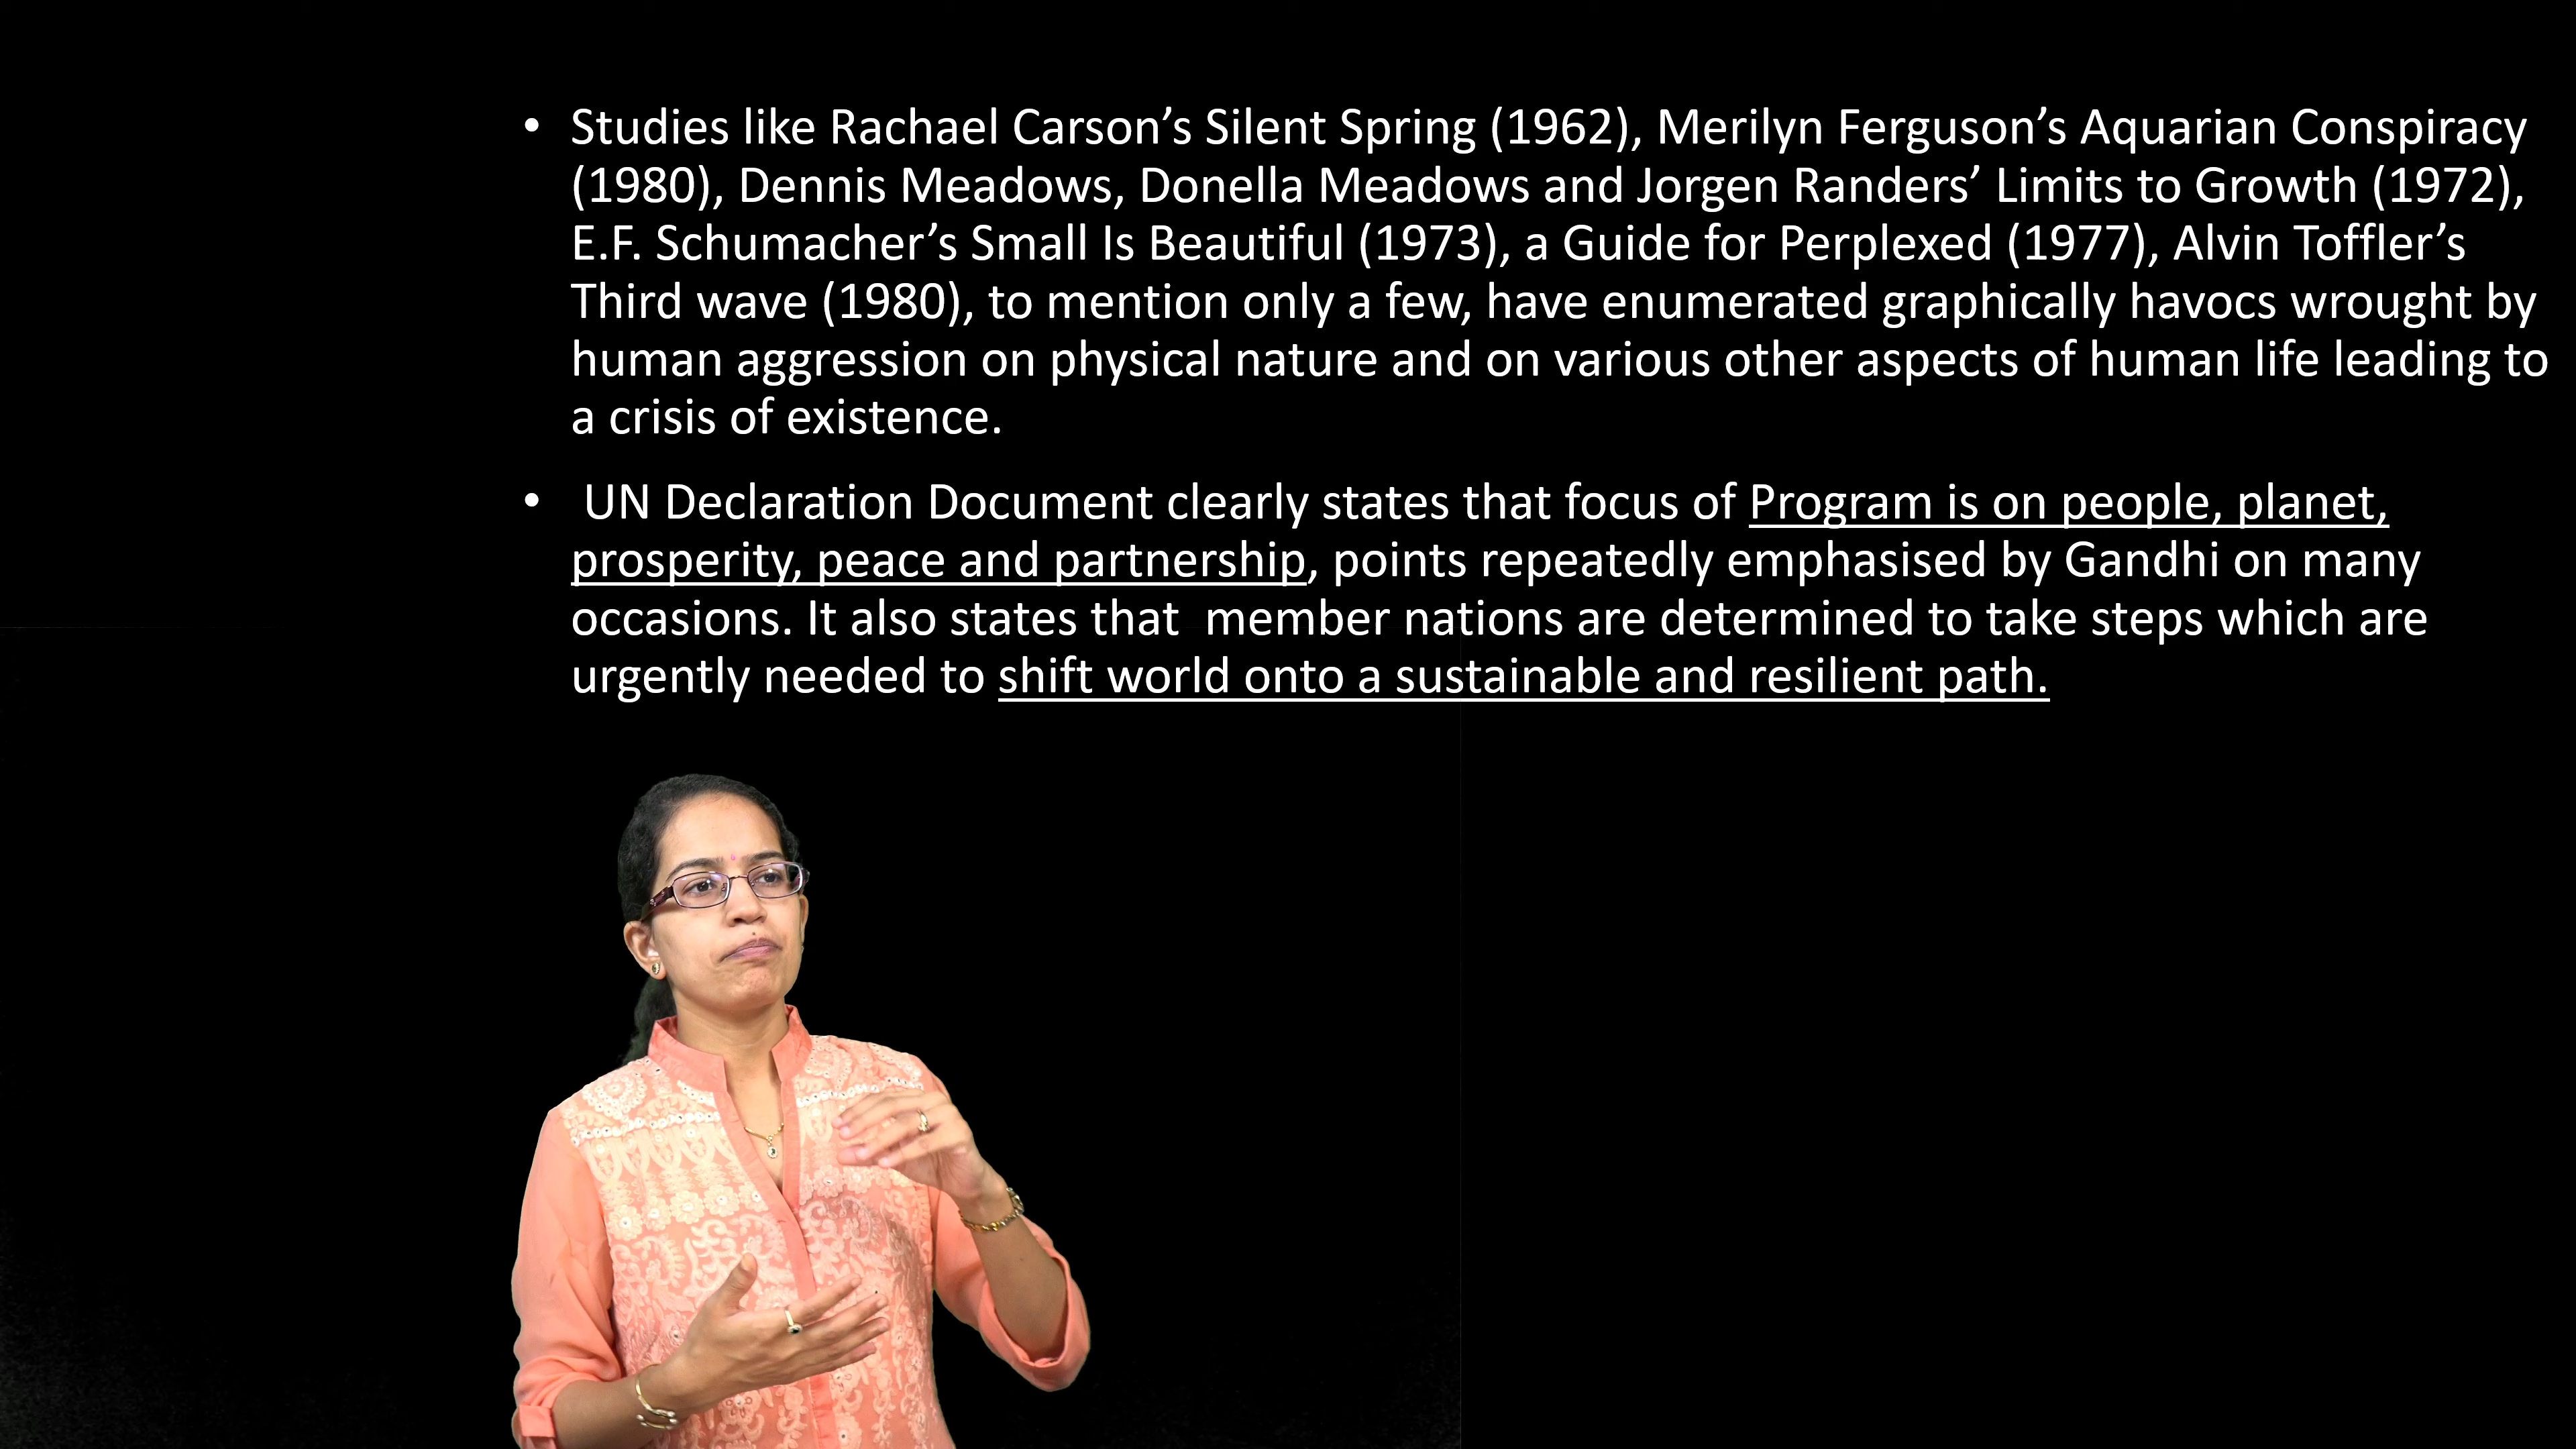 • Studies like Rachael Carson’s Silent Spring (1962), Merilyn Ferguson’s Aquarian Conspiracy
(1980), Dennis Meadows, Donella Meadows and Jorgen Randers’ Limits to Growth (1972),
E.F. Schumacher’s Small Is Beautiful (1973), a Guide for Perplexed (1977), Alvin Toffler’s
Third wave (1980), to mention only a few, have enumerated graphically havocs wrought by
human aggression on physical nature and on various other aspects of human life leading to
a crisis of existence.
• UN Declaration Document clearly states that focus of Program is on people, planet,
prosperity, peace and partnership, points repeatedly emphasised by Gandhi on many
occasions. It also states that  member nations are determined to take steps which are
urgently needed to shift world onto a sustainable and resilient path.